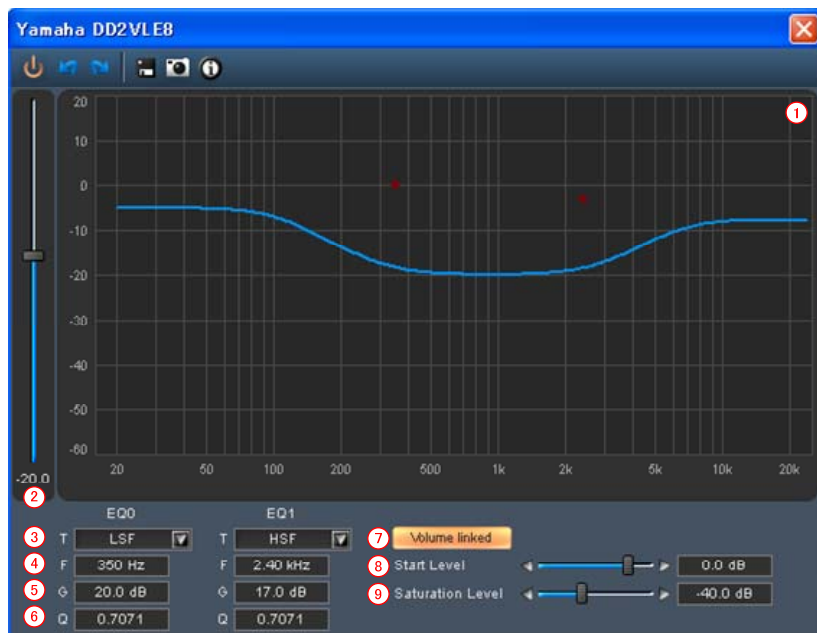 Yamaha DD2VLE8
20
1
10
0
-10
-20
-30
-40
-50
-60
20 50 100 200 500 1k 2k 5k 10k 20k
-20.0
2
EQ0 EQ1
3 T LSF T HSF 7 Volume linked
4 F 350 Hz F 2.40 kHz 8 Start Level 0.0 dB
5 G 20.0 dB G 17.0 dB 9 Saturation Level -40.0 dB
6 Q 0.7071 Q 0.7071